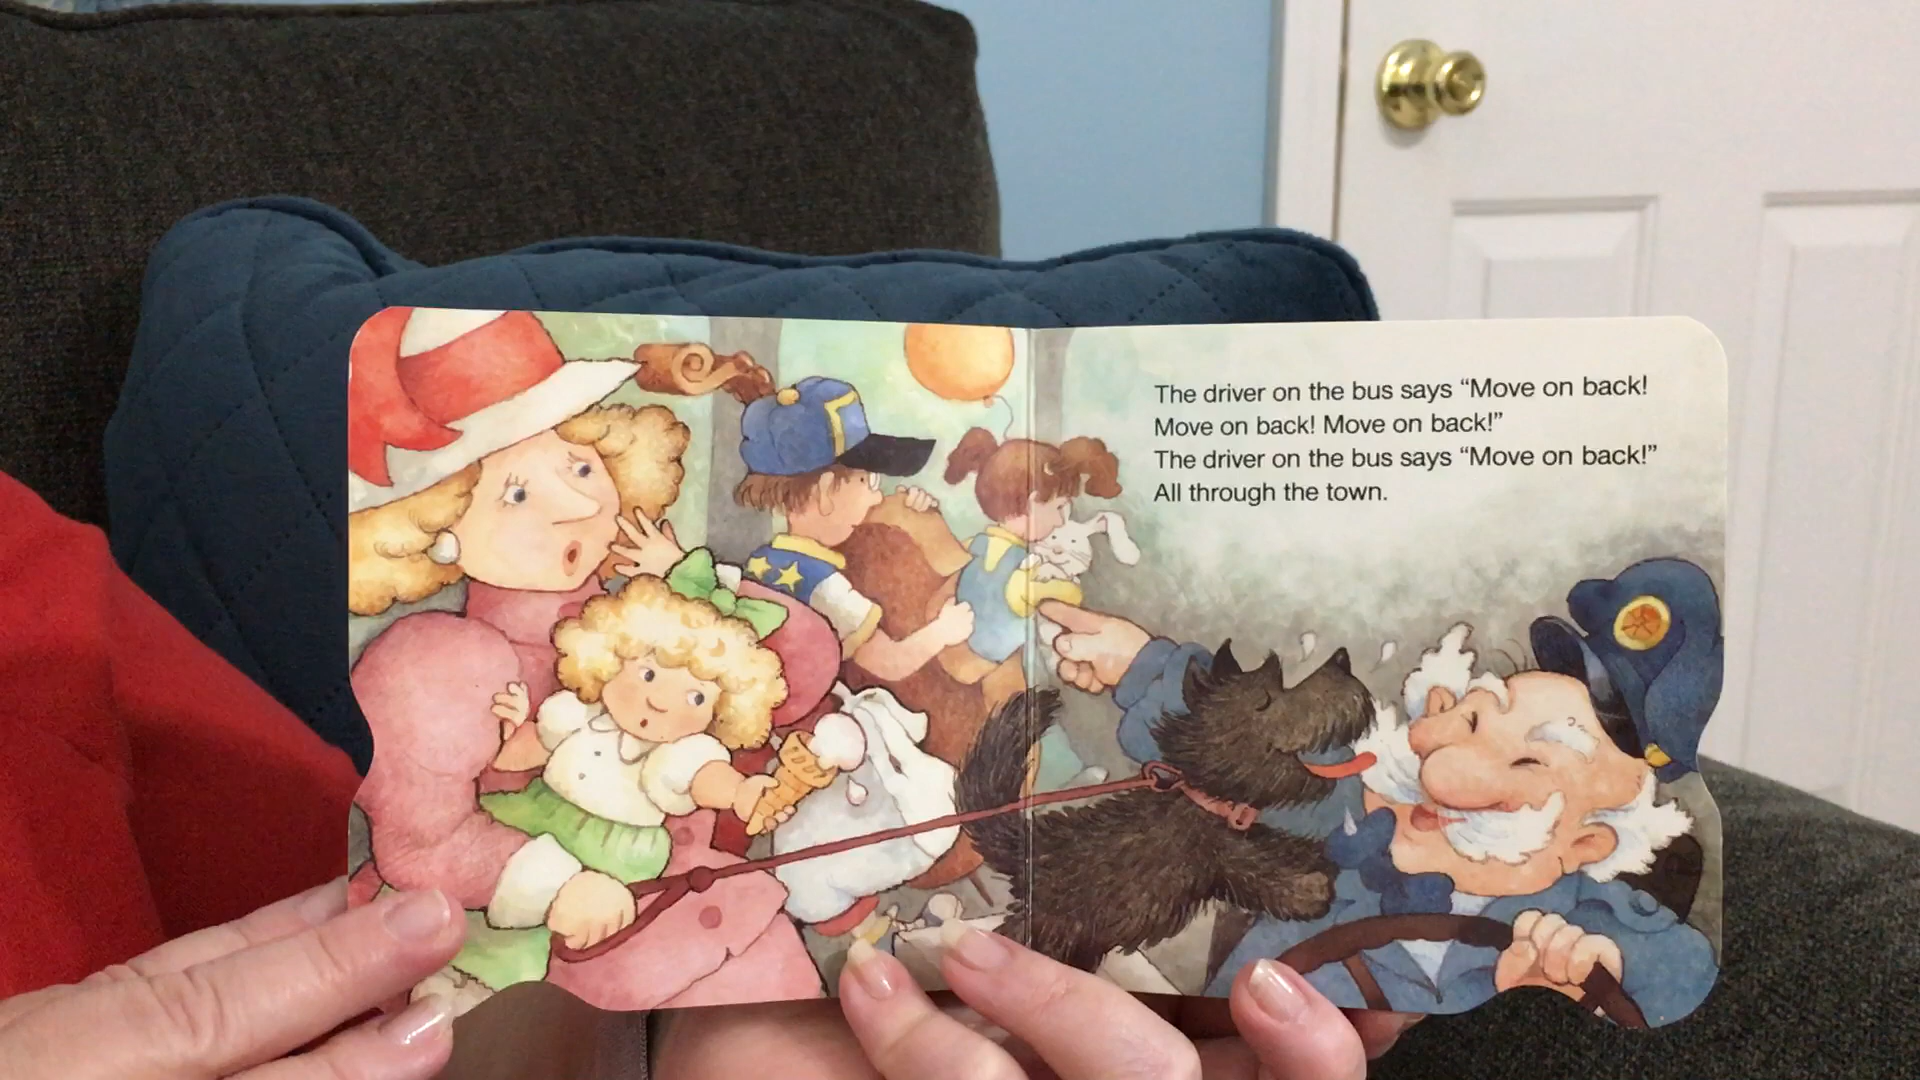 The driver on the bus says “Move on back!
Move on back! Move on back!”
The driver on the bus says “Move on back!”
All through the town.